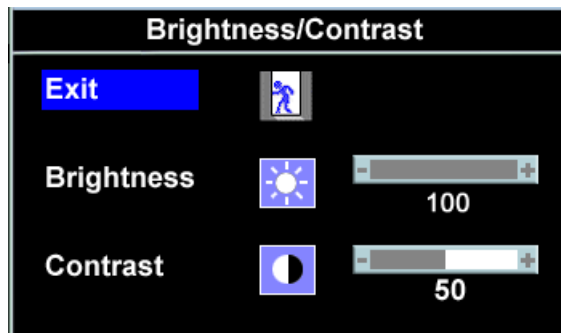 Brightness/Contrast
Exit
Brightness
- +
100
Contrast
- +
50